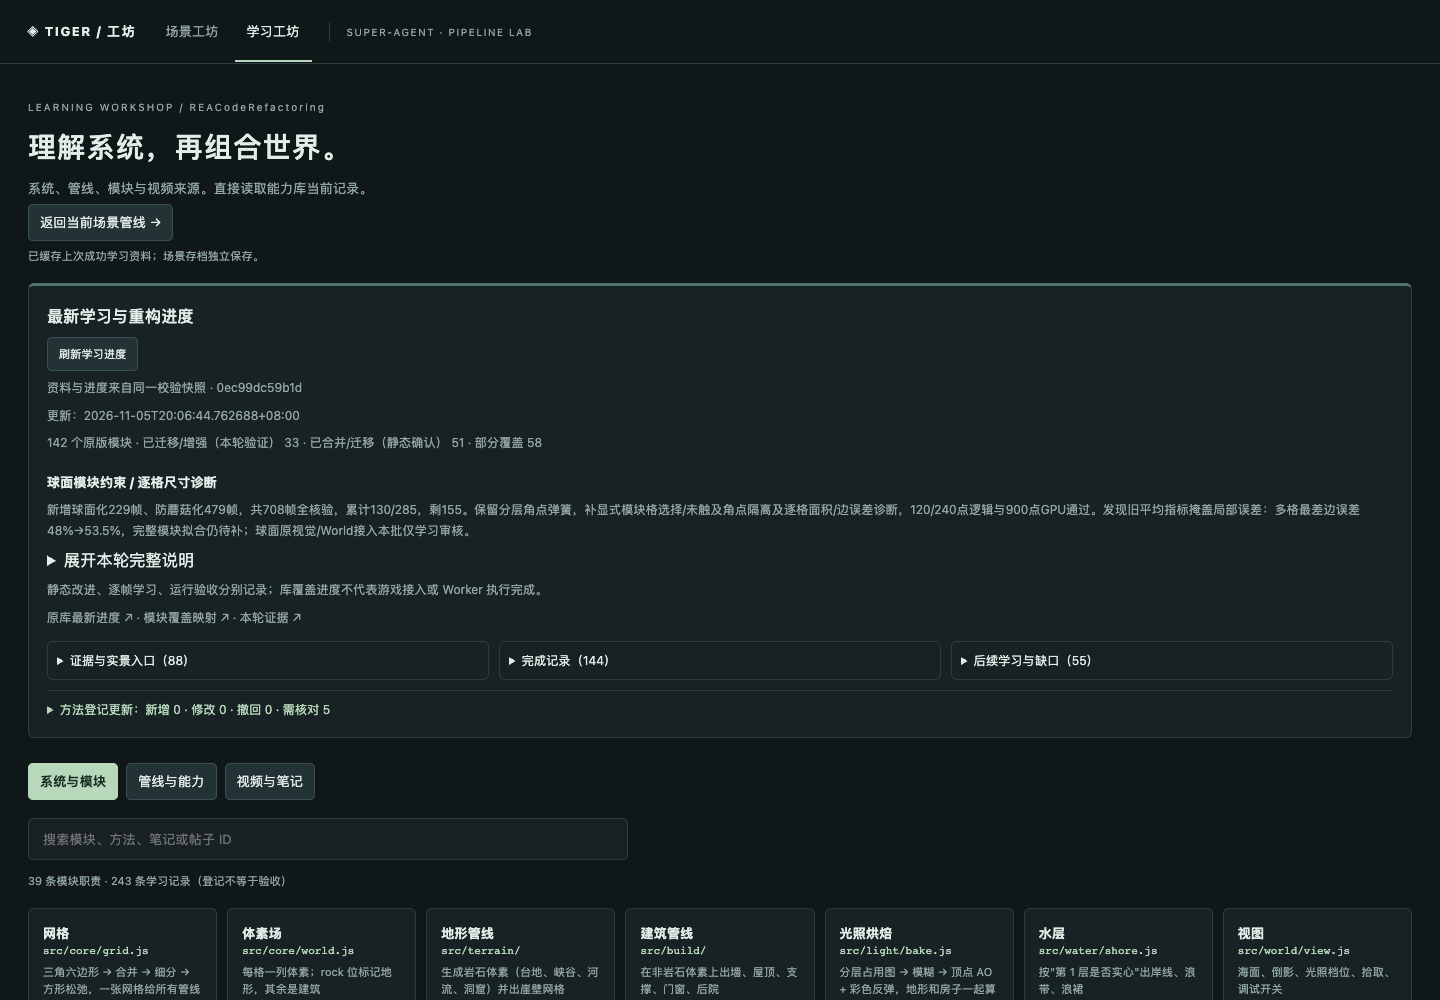 ◈ TIGER / 工坊
场景工坊
学习工坊
SUPER-AGENT · PIPELINE LAB
LEARNING WORKSHOP / REACodeRefactoring
理解系统，再组合世界。
系统、管线、模块与视频来源。直接读取能力库当前记录。
返回当前场景管线 →
已缓存上次成功学习资料；场景存档独立保存。
最新学习与重构进度
刷新学习进度
资料与进度来自同一校验快照 · 0ec99dc59b1d
更新：2026-11-05T20:06:44.762688+08:00
142 个原版模块 · 已迁移/增强（本轮验证） 33 · 已合并/迁移（静态确认） 51 · 部分覆盖 58
球面模块约束 / 逐格尺寸诊断
新增球面化229帧、防蘑菇化479帧，共708帧全核验，累计130/285，剩155。保留分层角点弹簧，补显式模块格选择/未触及角点隔离及逐格面积/边误差诊断，120/240点逻辑与900点GPU通过。发现旧平均指标掩盖局部误差：多格最差边误差
48%→53.5%，完整模块拟合仍待补；球面原视觉/World接入本批仅学习审核。
▶ 展开本轮完整说明
静态改进、逐帧学习、运行验收分别记录；库覆盖进度不代表游戏接入或 Worker 执行完成。
原库最新进度 ↗ · 模块覆盖映射 ↗ · 本轮证据 ↗
▶ 证据与实景入口（88）
▶ 完成记录（144）
▶ 后续学习与缺口（55）
▶ 方法登记更新：新增 0 · 修改 0 · 撤回 0 · 需核对 5
系统与模块
管线与能力
视频与笔记
搜索模块、方法、笔记或帖子 ID
39 条模块职责 · 243 条学习记录（登记不等于验收）
网格
src/core/grid.js
三角六边形 → 合并 → 细分 →
方形松弛，一张网格给所有管线
体素场
src/core/world.js
每格一列体素；rock 位标记地
形，其余是建筑
地形管线
src/terrain/
生成岩石体素（台地、峡谷、河
流、洞窟）并出崖壁网格
建筑管线
src/build/
在非岩石体素上出墙、屋顶、支
撑、门窗、后院
光照烘焙
src/light/bake.js
分层占用图 → 模糊 → 顶点 AO
+ 彩色反弹，地形和房子一起算
水层
src/water/shore.js
按"第 1 层是否实心"出岸线、浪
带、浪裙
视图
src/world/view.js
海面、倒影、光照档位、拾取、
调试开关